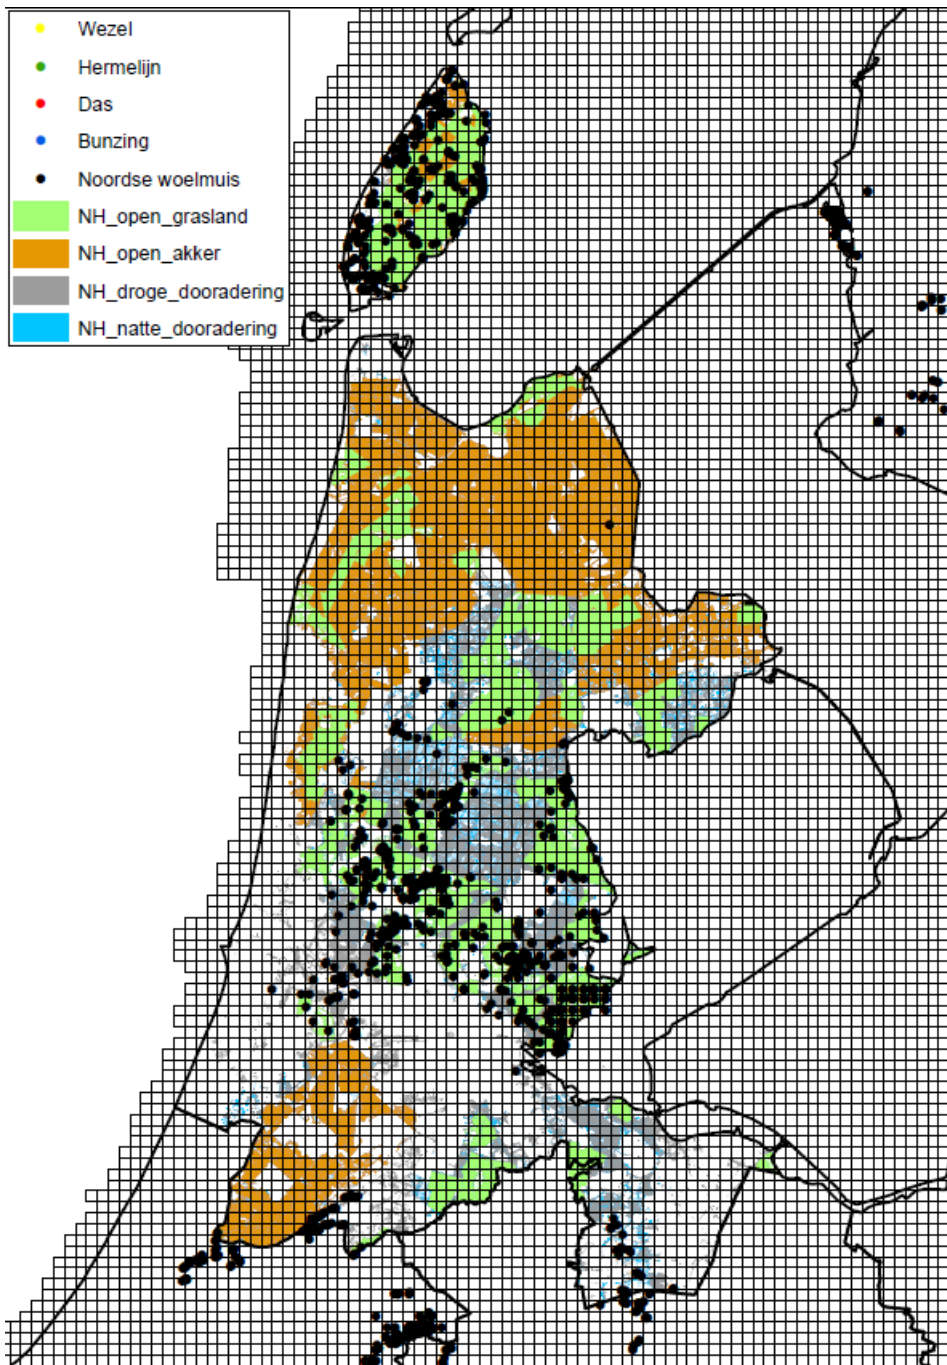 Wezel
Hermelijn
Das
Bunzing
Noordse woelmuis
NH_open_grasland
NH_open_akker
NH_droge_dooradering
NH_natte_dooradering